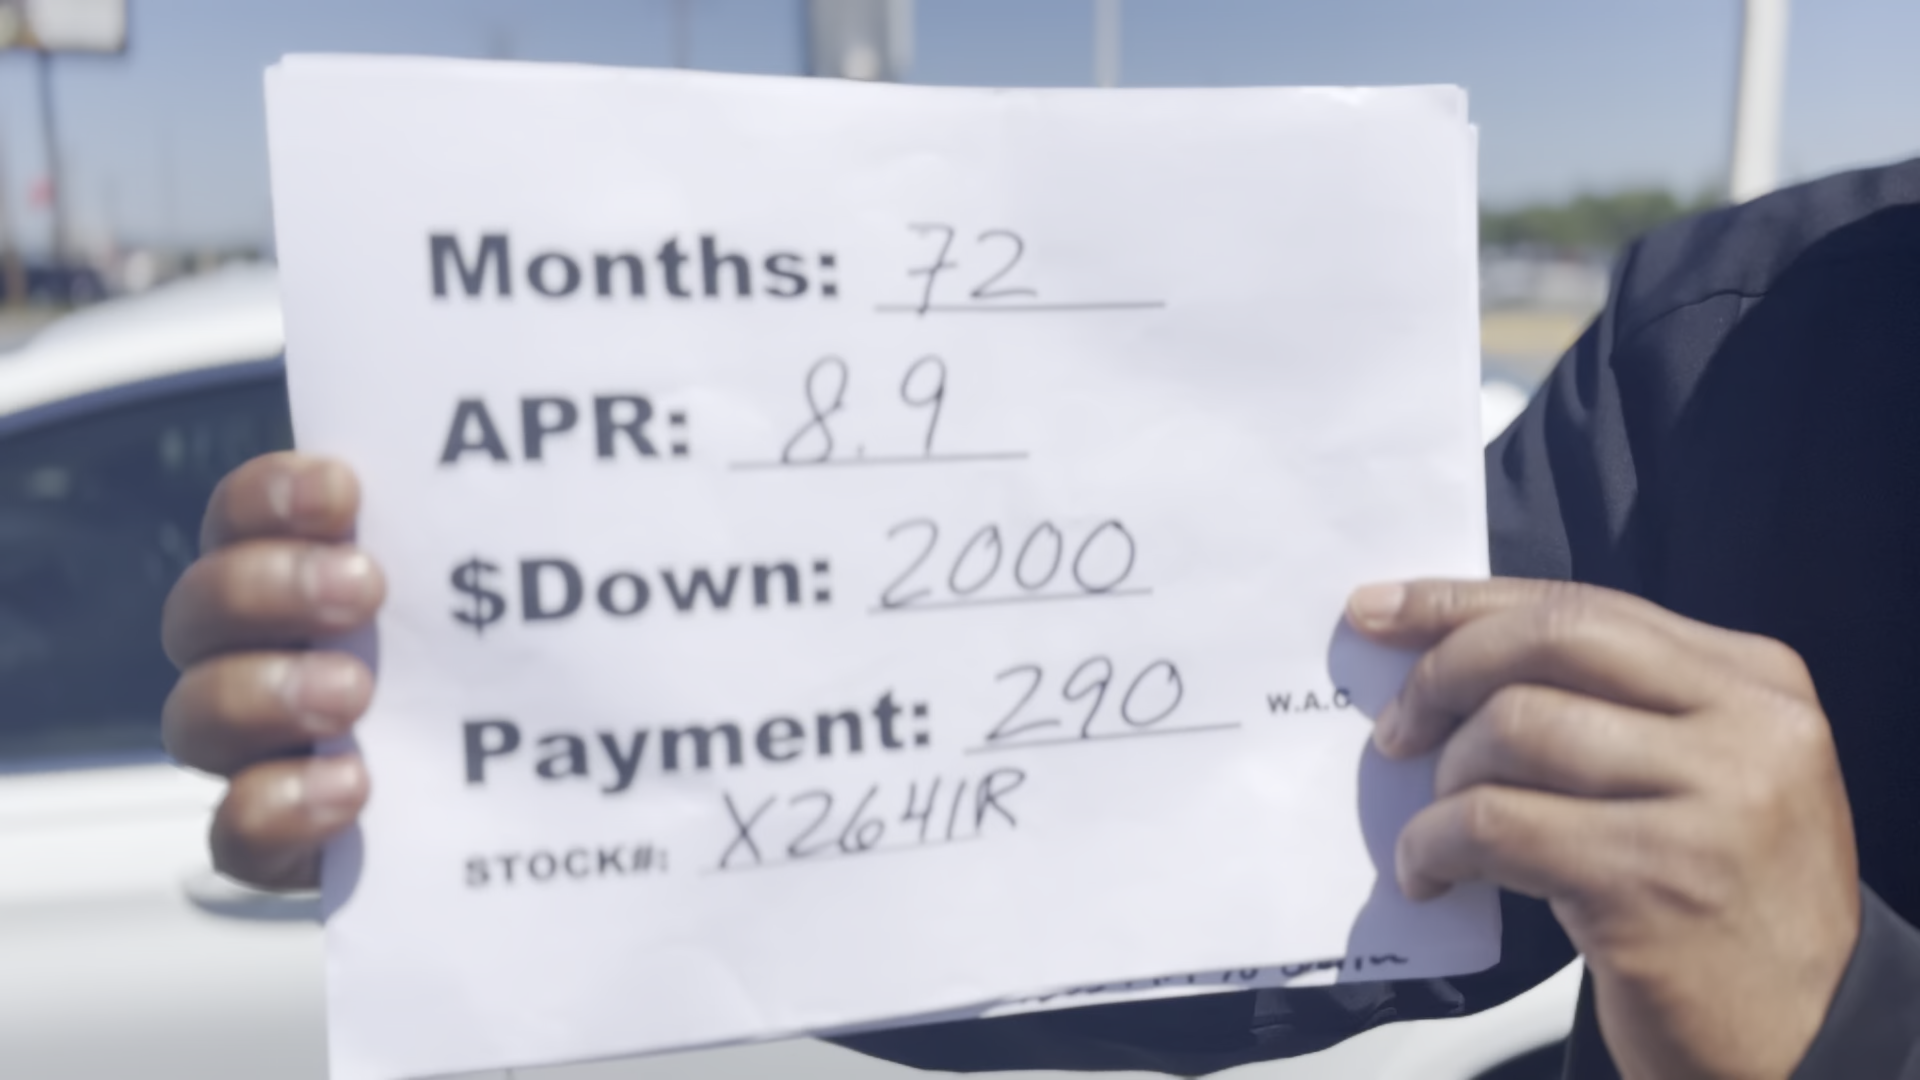 Months: 72
APR: 8.9
$Down: 2000
Payment: 290 W.A.C
STOCK#: X2641R